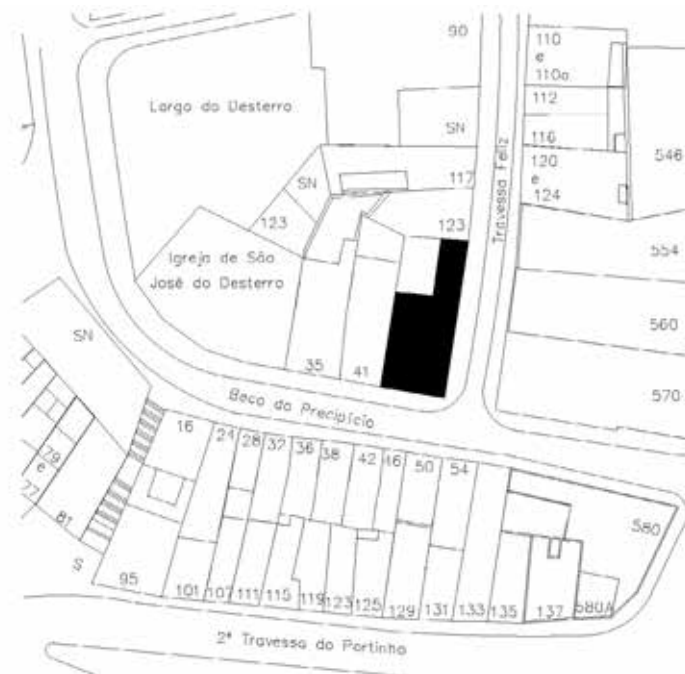 90
110
e
110a
112
116
120
e
124
546
Largo do Desterro
SN
117
SN
123
123
Travessa Feliz
554
Igreja de São
José do Desterro
560
SN
35
41
570
Beco do Precipício
16
24
28
32
36
38
42
46
50
54
79
e
77
81
580
S
95
101
107
111
115
119
123
125
129
131
133
135
137
580A
2ª Travessa do Portinho